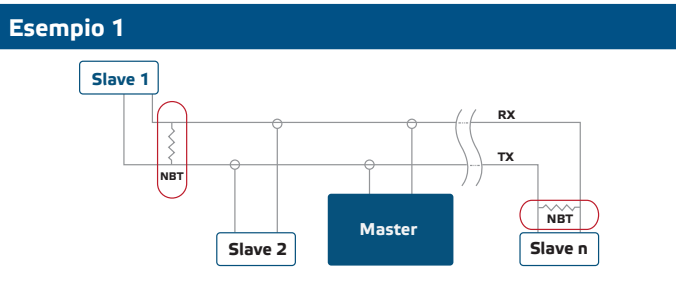 Esempio 1
Slave 1
RX
TX
NBT
NBT
Master
Slave 2
Slave n